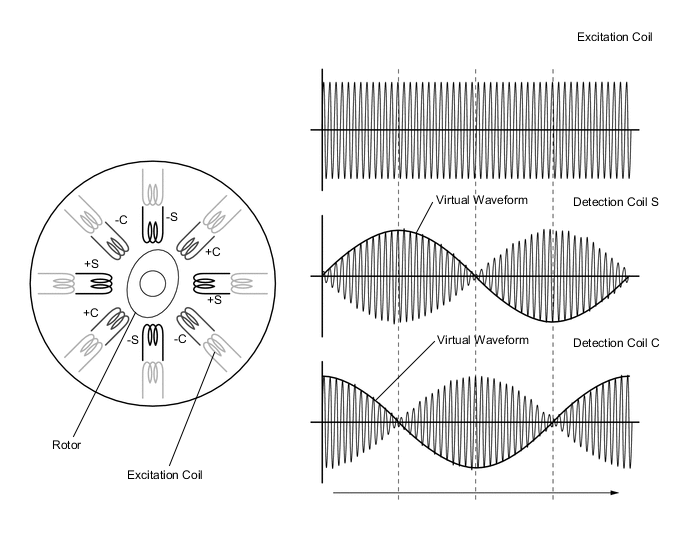 Excitation Coil
Detection Coil S
Virtual Waveform
-C
-S
+C
+S
+S
+C
-S
-C
Virtual Waveform
Detection Coil C
Rotor
Excitation Coil